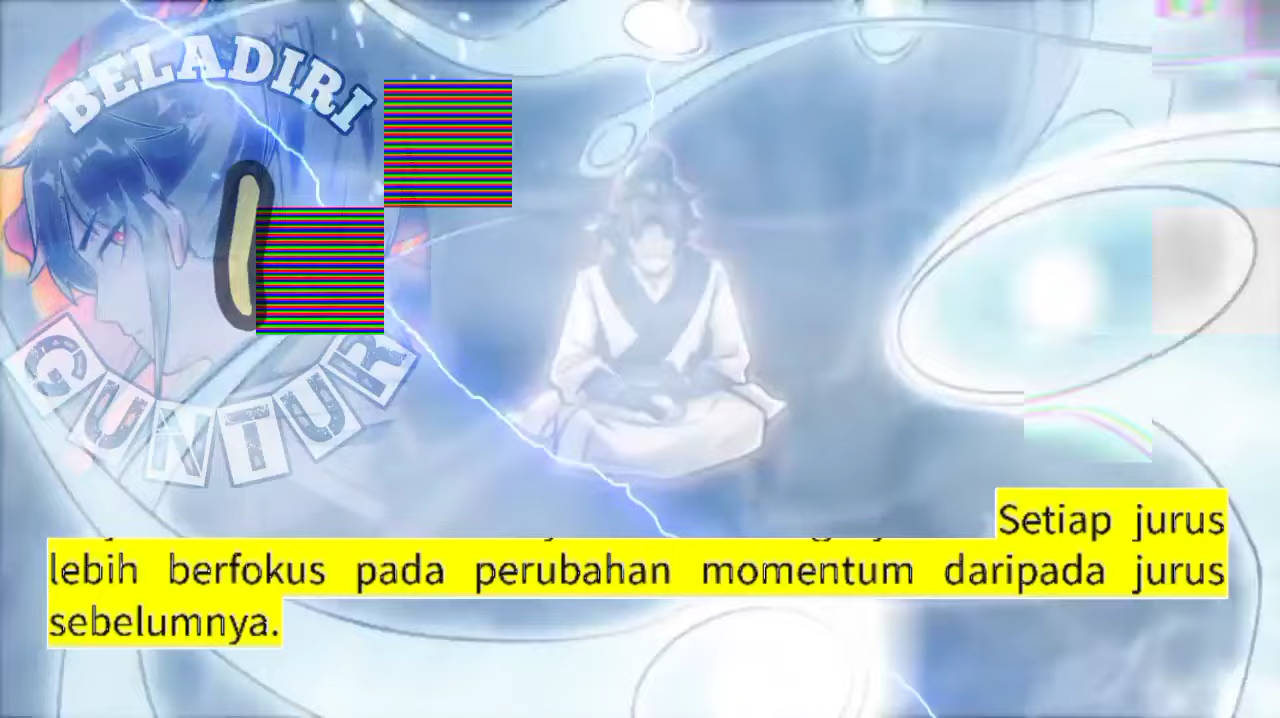 BELADIRI
GUNTUR
Setiap jurus
lebih berfokus pada perubahan momentum daripada jurus
sebelumnya.